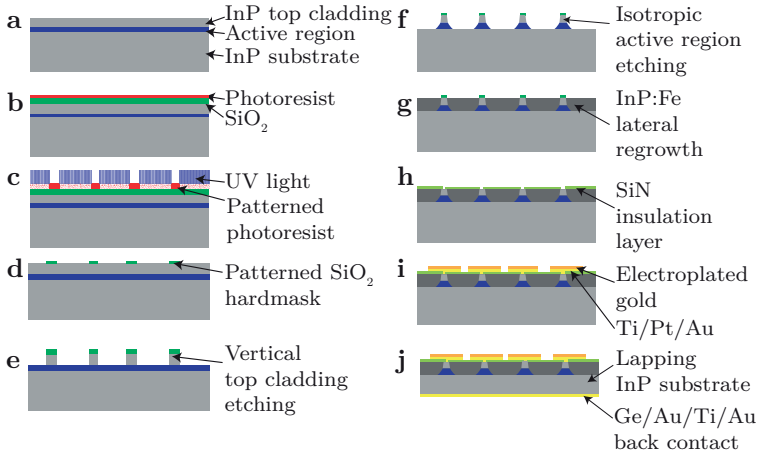 a
InP top cladding
Active region
InP substrate
b
Photoresist
SiO₂
c
UV light
Patterned
photoresist
d
Patterned SiO₂
hardmask
e
Vertical
top cladding
etching
f
Isotropic
active region
etching
g
InP:Fe
lateral
regrowth
h
SiN
insulation
layer
i
Electroplated
gold
Ti/Pt/Au
j
Lapping
InP substrate
Ge/Au/Ti/Au
back contact